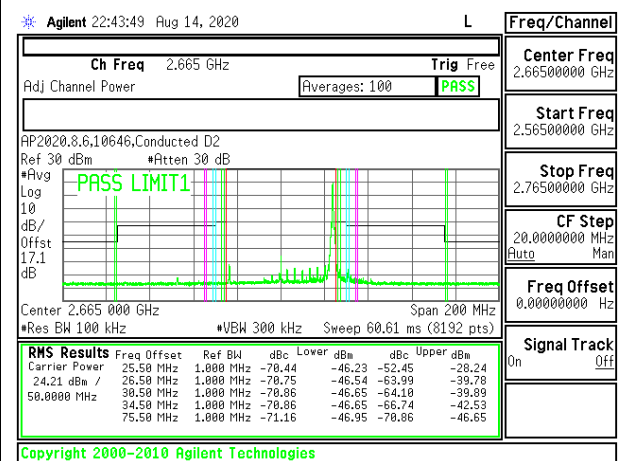 Agilent 22:43:49 Aug 14, 2020 L
Freq/Channel
Ch Freq 2.665 GHz Trig Free
Adj Channel Power Averages: 100 PASS
Center Freq
2.66500000 GHz
Start Freq
2.56500000 GHz
Stop Freq
2.76500000 GHz
CF Step
20.0000000 MHz
Auto Man
Freq Offset
0.00000000 Hz
Signal Track
On Off
AP2020.8.6,10646,Conducted D2
Ref 30 dBm #Atten 30 dB
#Avg
Log
10
dB/
Offst
17.1
dB
PASS LIMIT1
Center 2.665 000 GHz Span 200 MHz
#Res BW 100 kHz #VBW 300 kHz Sweep 60.61 ms (8192 pts)
RMS Results Freq Offset Ref BW dBc Lower dBm dBc Upper dBm
Carrier Power 25.50 MHz 1.000 MHz -70.44 -46.23 -52.45 -28.24
24.21 dBm / 26.50 MHz 1.000 MHz -70.75 -46.54 -63.99 -39.78
50.0000 MHz 30.50 MHz 1.000 MHz -70.86 -46.65 -64.10 -39.89
34.50 MHz 1.000 MHz -70.86 -46.65 -66.74 -42.53
75.50 MHz 1.000 MHz -71.16 -46.95 -70.86 -46.65
Copyright 2000-2010 Agilent Technologies